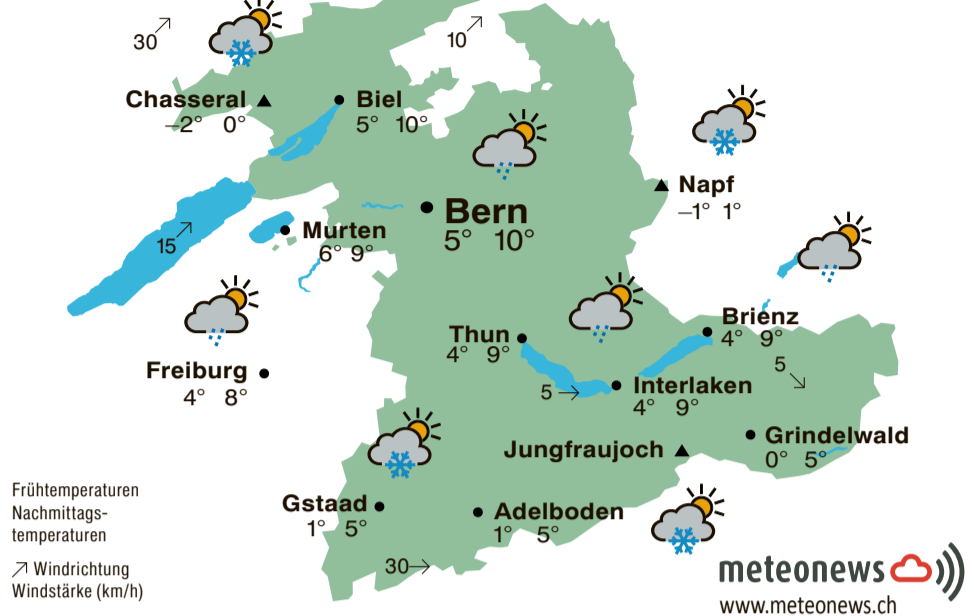 30
10
Chasseral
–2° 0°
Biel
5° 10°
Napf
–1° 1°
Bern
5° 10°
15
Murten
6° 9°
Brienz
4° 9°
Thun
4° 9°
5
Freiburg
4° 8°
5
Interlaken
4° 9°
Grindelwald
0° 5°
Jungfraujoch
Gstaad
1° 5°
Adelboden
1° 5°
30
Frühtemperaturen
Nachmittags-
temperaturen
Windrichtung
Windstärke (km/h)
meteonews
www.meteonews.ch